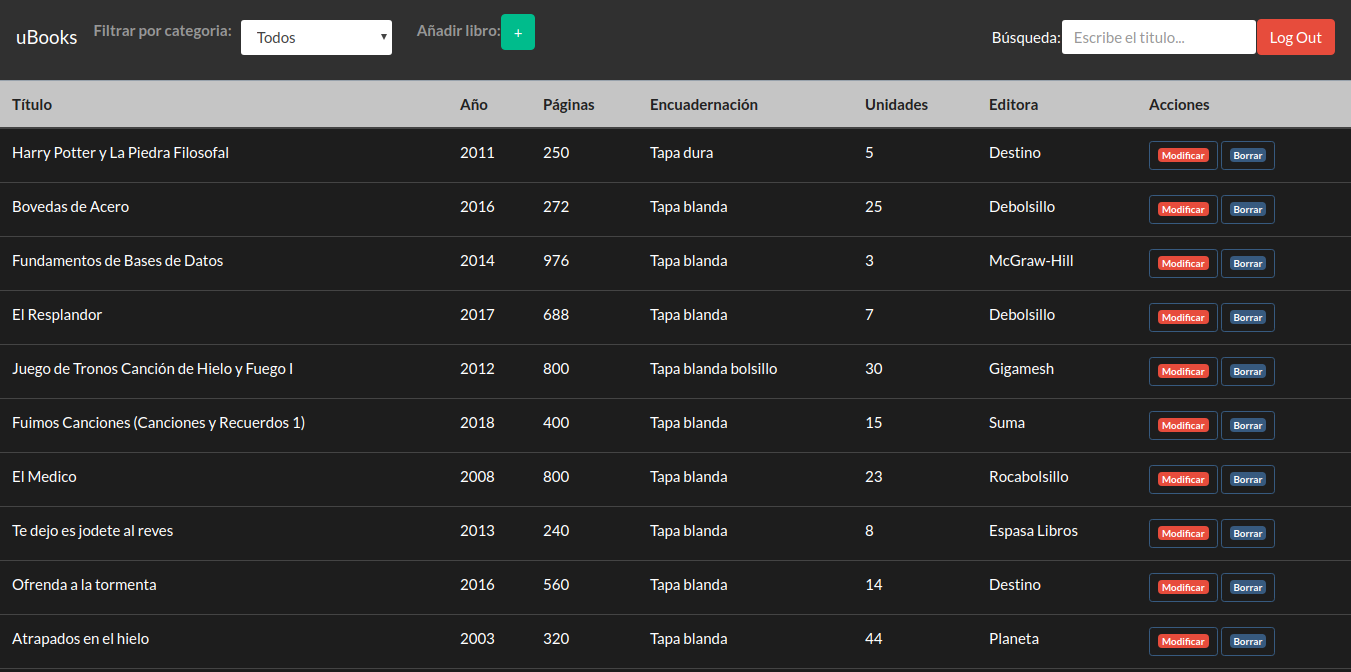 uBooks Filtrar por categoria: Todos Añadir libro: + Búsqueda: Escribe el titulo... Log Out
Título Año Páginas Encuadernación Unidades Editora Acciones
Harry Potter y La Piedra Filosofal 2011 250 Tapa dura 5 Destino Modificar Borrar
Bovedas de Acero 2016 272 Tapa blanda 25 Debolsillo Modificar Borrar
Fundamentos de Bases de Datos 2014 976 Tapa blanda 3 McGraw-Hill Modificar Borrar
El Resplandor 2017 688 Tapa blanda 7 Debolsillo Modificar Borrar
Juego de Tronos Canción de Hielo y Fuego I 2012 800 Tapa blanda bolsillo 30 Gigamesh Modificar Borrar
Fuimos Canciones (Canciones y Recuerdos 1) 2018 400 Tapa blanda 15 Suma Modificar Borrar
El Medico 2008 800 Tapa blanda 23 Rocabolsillo Modificar Borrar
Te dejo es jodete al reves 2013 240 Tapa blanda 8 Espasa Libros Modificar Borrar
Ofrenda a la tormenta 2016 560 Tapa blanda 14 Destino Modificar Borrar
Atrapados en el hielo 2003 320 Tapa blanda 44 Planeta Modificar Borrar